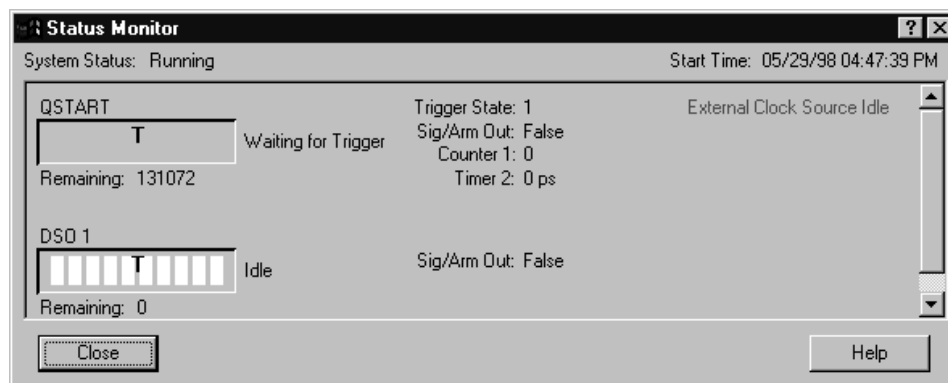 Status Monitor
System Status: Running
Start Time: 05/29/98 04:47:39 PM
QSTART
T
Waiting for Trigger
Remaining: 131072
Trigger State: 1
Sig/Arm Out: False
Counter 1: 0
Timer 2: 0 ps
External Clock Source Idle
DSO 1
T
Idle
Remaining: 0
Sig/Arm Out: False
Close
Help